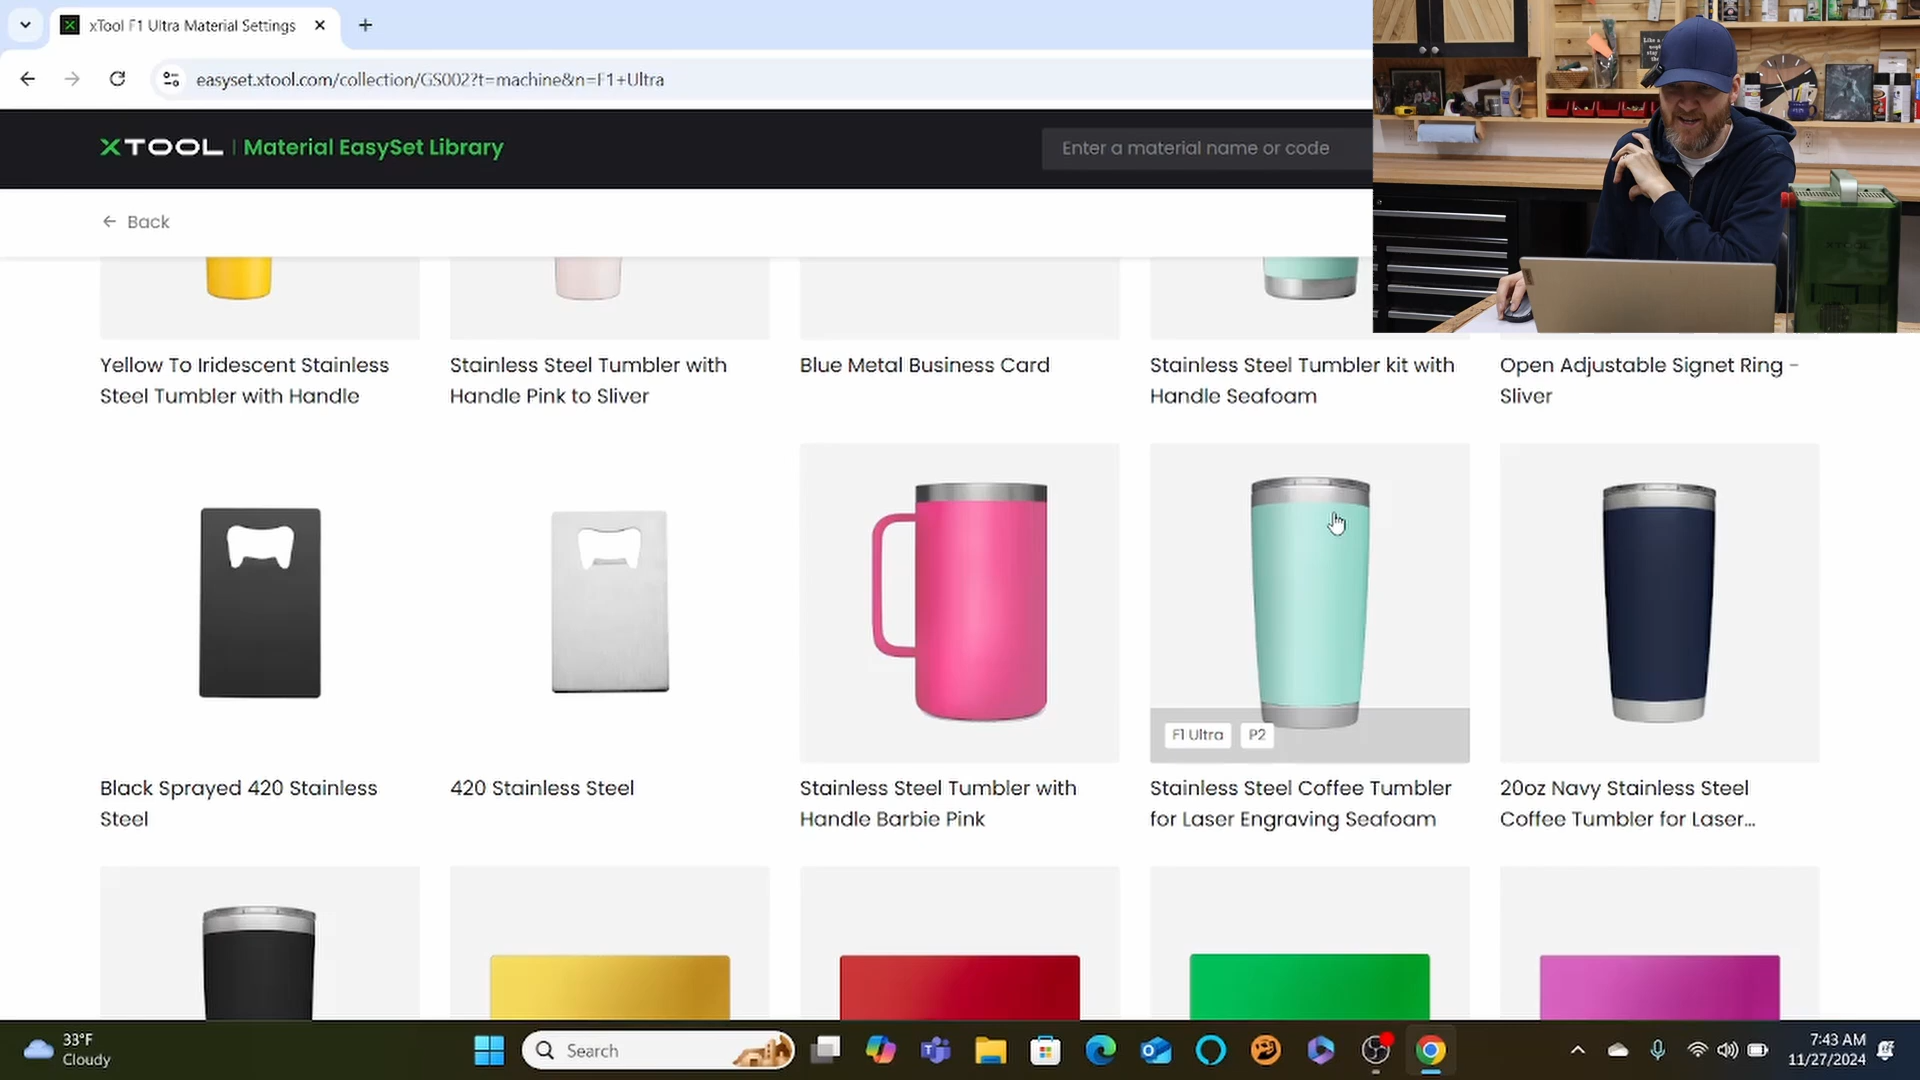 xTool F1 Ultra Material Settings
easyset.xtool.com/collection/GS002?t=machine&n=F1+Ultra
XTOOL | Material EasySet Library
Enter a material name or code
Back
Yellow To Iridescent Stainless
Steel Tumbler with Handle
Stainless Steel Tumbler with
Handle Pink to Sliver
Blue Metal Business Card
Stainless Steel Tumbler kit with
Handle Seafoam
Open Adjustable Signet Ring -
Sliver
F1 Ultra
P2
Black Sprayed 420 Stainless
Steel
420 Stainless Steel
Stainless Steel Tumbler with
Handle Barbie Pink
Stainless Steel Coffee Tumbler
for Laser Engraving Seafoam
20oz Navy Stainless Steel
Coffee Tumbler for Laser...
33°F
Cloudy
Search
7:43 AM
11/27/2024